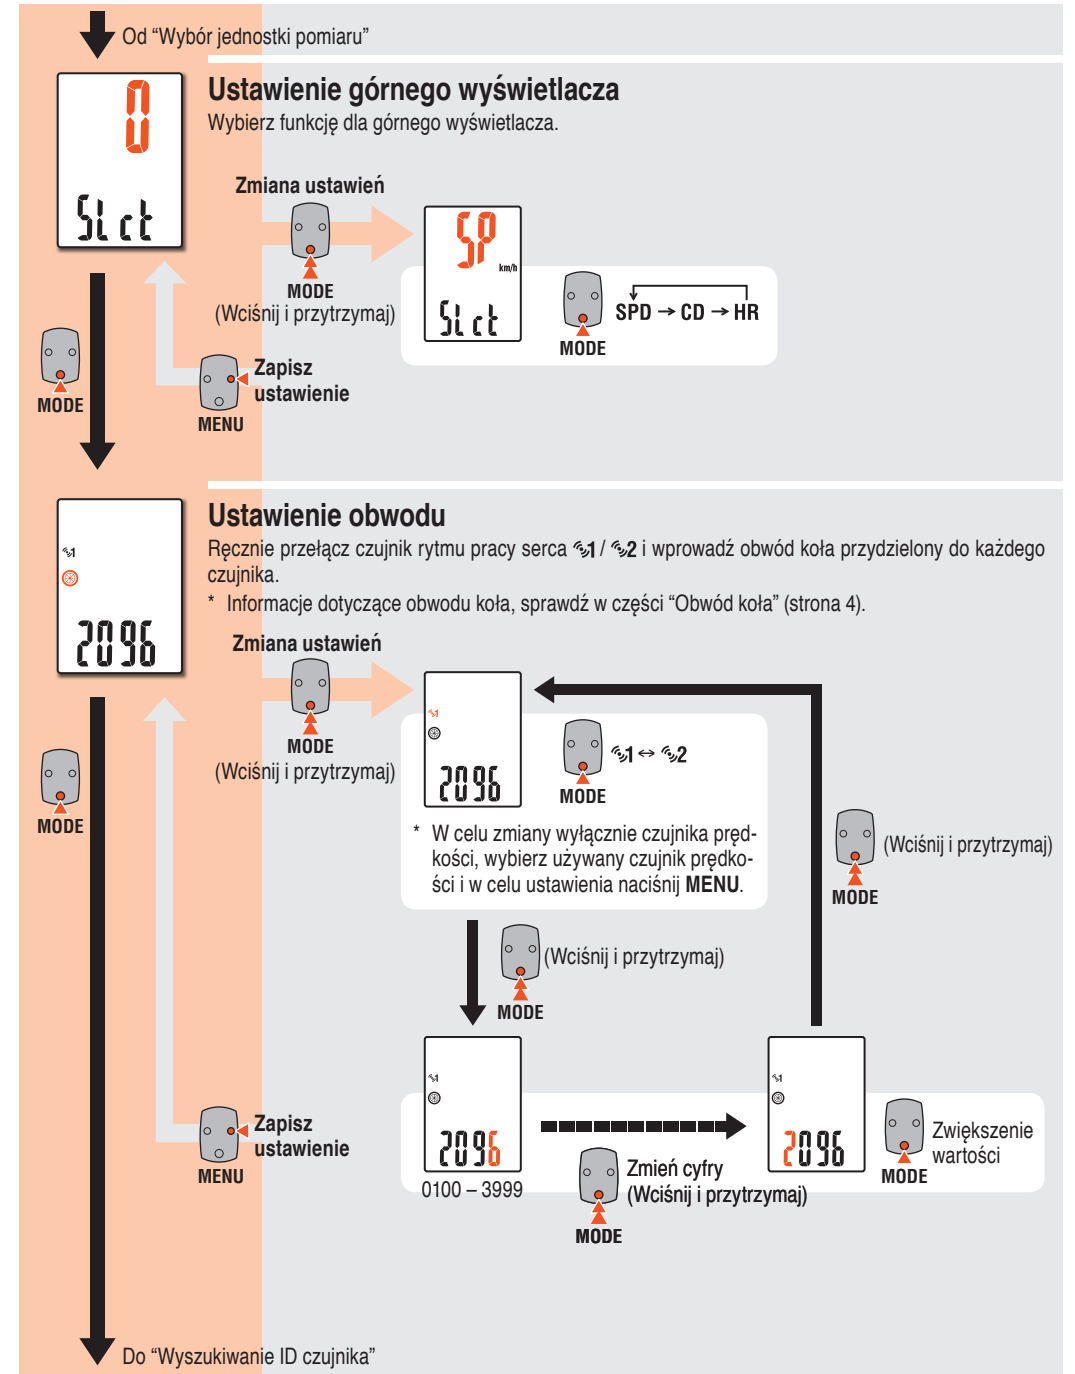 Od “Wybór jednostki pomiaru”
Ustawienie górnego wyświetlacza
Wybierz funkcję dla górnego wyświetlacza.
0
SLct
Zmiana ustawień
MODE
(Wciśnij i przytrzymaj)
SP
km/h
SLct
MODE
SPD → CD → HR
MODE
Zapisz
ustawienie
MENU
Ustawienie obwodu
Ręcznie przełącz czujnik rytmu pracy serca 1 / 2 i wprowadź obwód koła przydzielony do każdego
czujnika.
* Informacje dotyczące obwodu koła, sprawdź w części “Obwód koła” (strona 4).
1
2096
Zmiana ustawień
MODE
(Wciśnij i przytrzymaj)
1
2096
MODE
1 ↔ 2
* W celu zmiany wyłącznie czujnika pręd-
kości, wybierz używany czujnik prędko-
ści i w celu ustawienia naciśnij MENU.
MODE
(Wciśnij i przytrzymaj)
MODE
(Wciśnij i przytrzymaj)
MODE
Zapisz
ustawienie
MENU
1
2096
0100 – 3999
Zmień cyfry
(Wciśnij i przytrzymaj)
MODE
1
2096
Zwiększenie
wartości
MODE
Do “Wyszukiwanie ID czujnika”